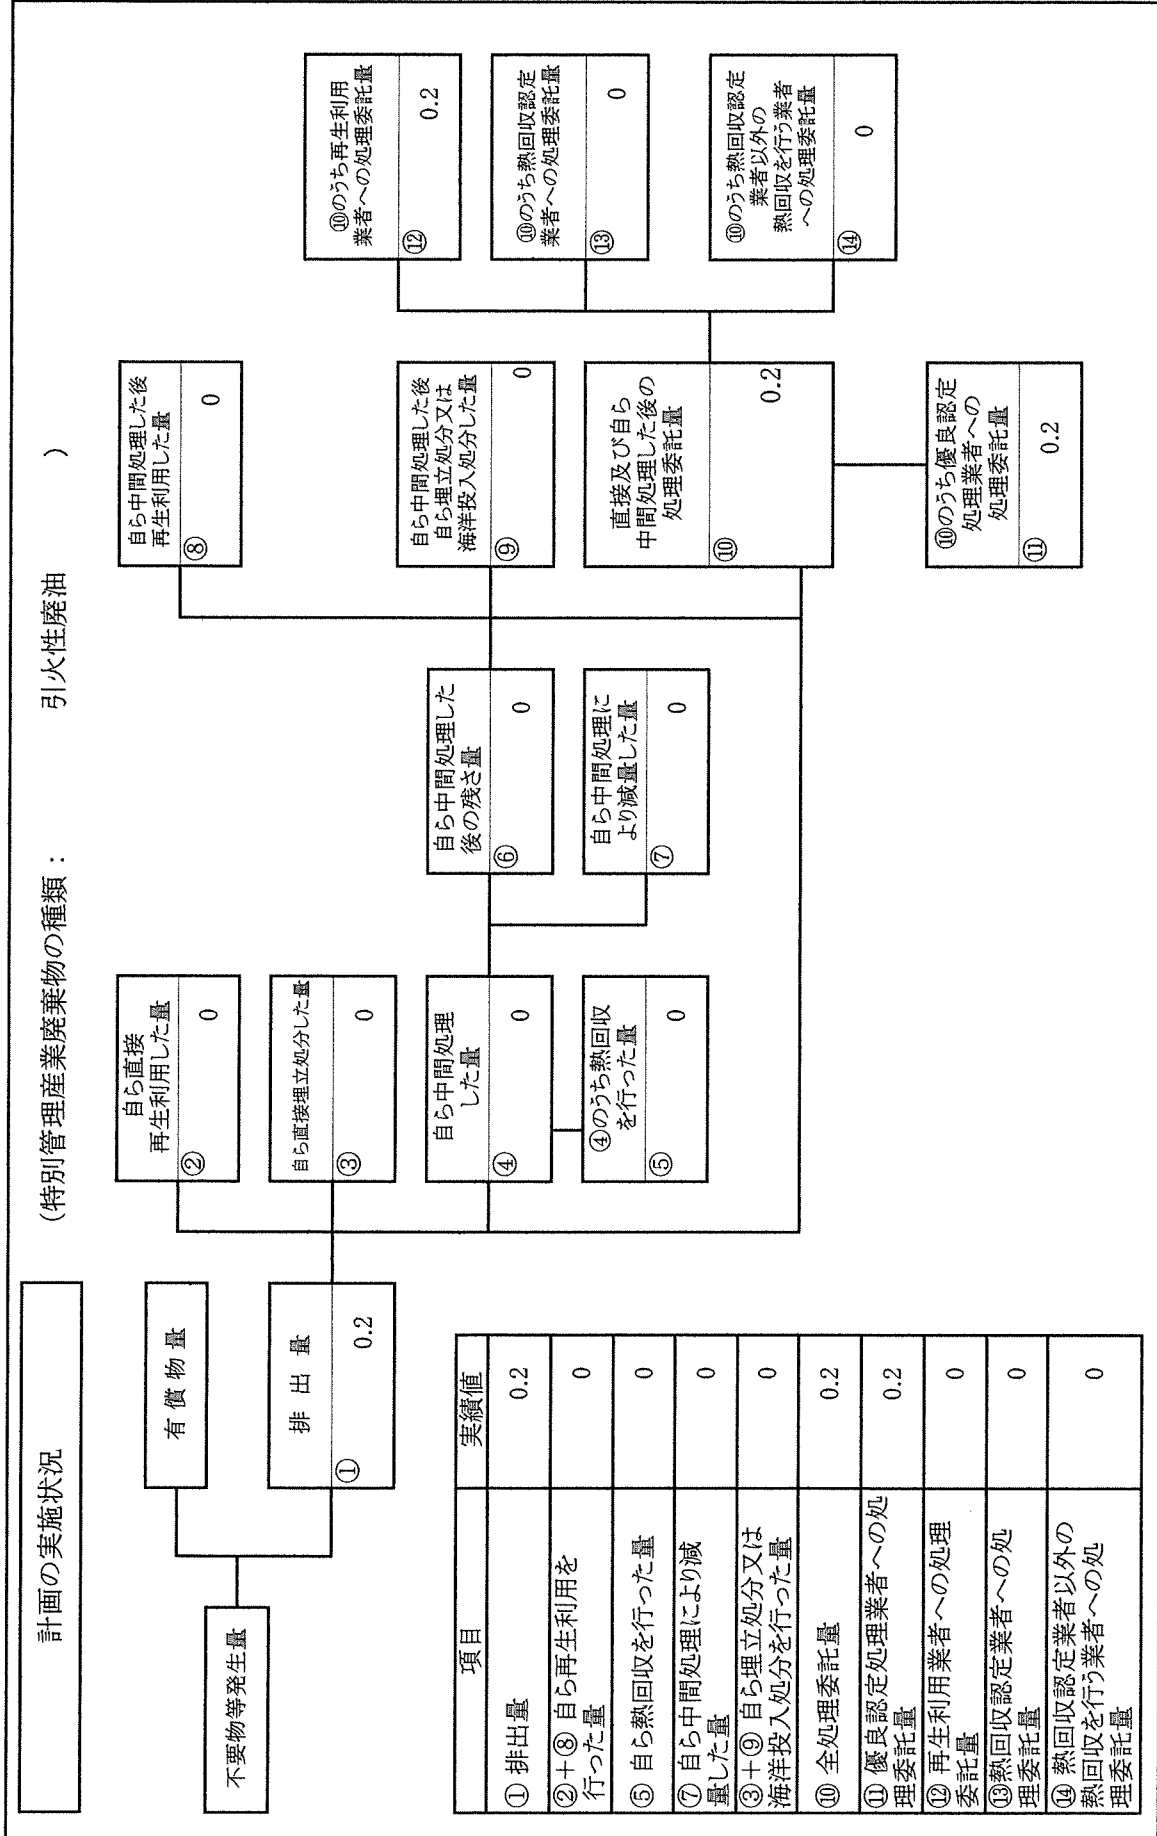 計画の実施状況
(特別管理産業廃棄物の種類： 引火性廃油 )
不要物等発生量
有 償 物 量
排 出 量
① 0.2
自ら直接
再生利用した量
② 0
自ら直接埋立処分した量
③ 0
自ら中間処理
した量
④ 0
④のうち熱回収
を行った量
⑤ 0
自ら中間処理した
後の残さ量
⑥ 0
自ら中間処理に
より減量した量
⑦ 0
自ら中間処理した後
再生利用した量
⑧ 0
自ら中間処理した後
自ら埋立処分又は
海洋投入処分した量
⑨ 0
直接及び自ら
中間処理した後の
処理委託量
⑩ 0.2
⑩のうち優良認定
処理業者への
処理委託量
⑪ 0.2
⑩のうち再生利用
業者への処理委託量
⑫ 0.2
⑩のうち熱回収認定
業者への処理委託量
⑬ 0
⑩のうち熱回収認定
業者以外の
熱回収を行う業者
への処理委託量
⑭ 0
項目 実績値
① 排出量 0.2
②＋⑧ 自ら再生利用を
行った量 0
⑤ 自ら熱回収を行った量 0
⑦ 自ら中間処理により減
量した量 0
③＋⑨ 自ら埋立処分又は
海洋投入処分を行った量 0
⑩ 全処理委託量 0.2
⑪ 優良認定処理業者への処
理委託量 0.2
⑫ 再生利用業者への処理
委託量 0
⑬熱回収認定業者への処
理委託量 0
⑭ 熱回収認定業者以外の
熱回収を行う業者への処
理委託量 0